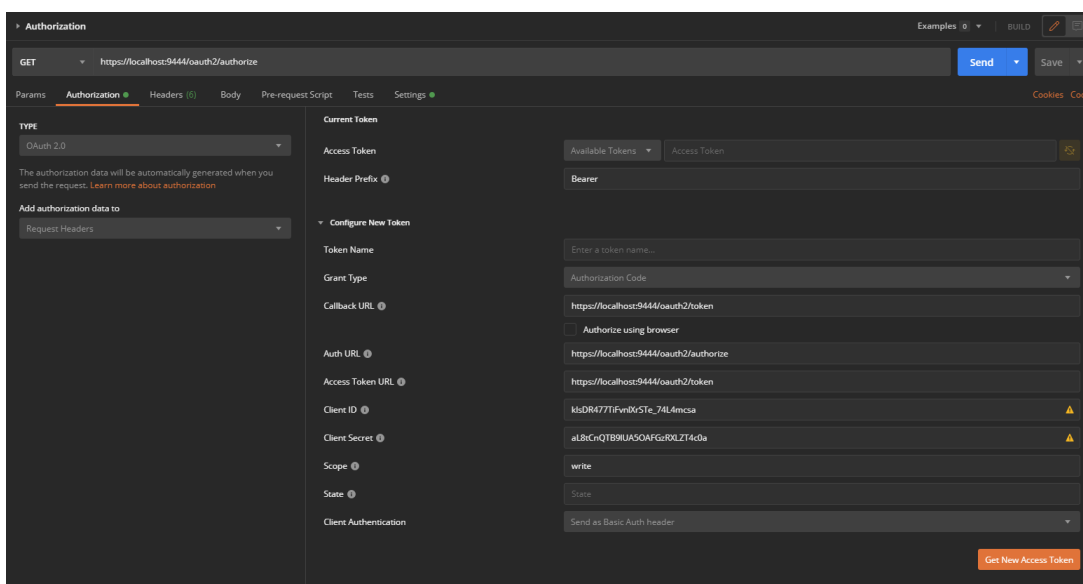 Authorization
Examples 0
BUILD
GET https://localhost:9444/oauth2/authorize
Send
Save
Params Authorization Headers (6) Body Pre-request Script Tests Settings
Cookies
TYPE
OAuth 2.0
The authorization data will be automatically generated when you
send the request. Learn more about authorization
Add authorization data to
Request Headers
Current Token
Access Token Available Tokens Access Token
Header Prefix Bearer
Configure New Token
Token Name Enter a token name...
Grant Type Authorization Code
Callback URL https://localhost:9444/oauth2/token
Authorize using browser
Auth URL https://localhost:9444/oauth2/authorize
Access Token URL https://localhost:9444/oauth2/token
Client ID
Client Secret
Scope write
State State
Client Authentication Send as Basic Auth header
Get New Access Token